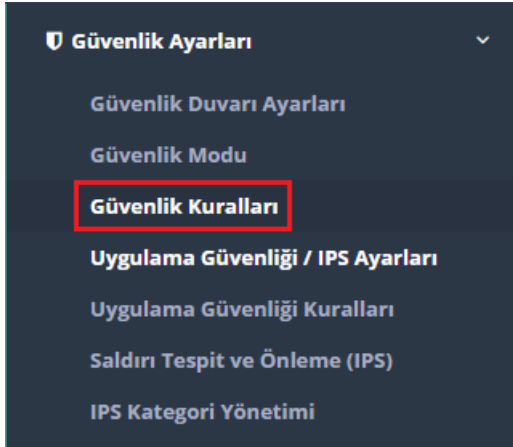 Güvenlik Ayarları
Güvenlik Duvarı Ayarları
Güvenlik Modu
Güvenlik Kuralları
Uygulama Güvenliği / IPS Ayarları
Uygulama Güvenliği Kuralları
Saldırı Tespit ve Önleme (IPS)
IPS Kategori Yönetimi